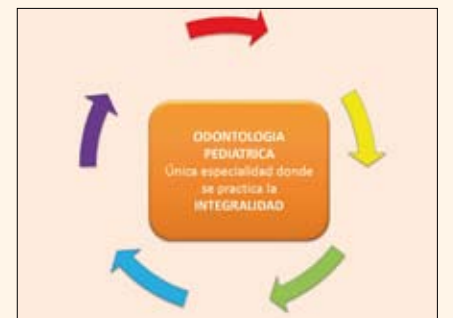 ODONTOLOGIA
PEDIATRICA
Única especialidad donde
se practica la
INTEGRALIDAD